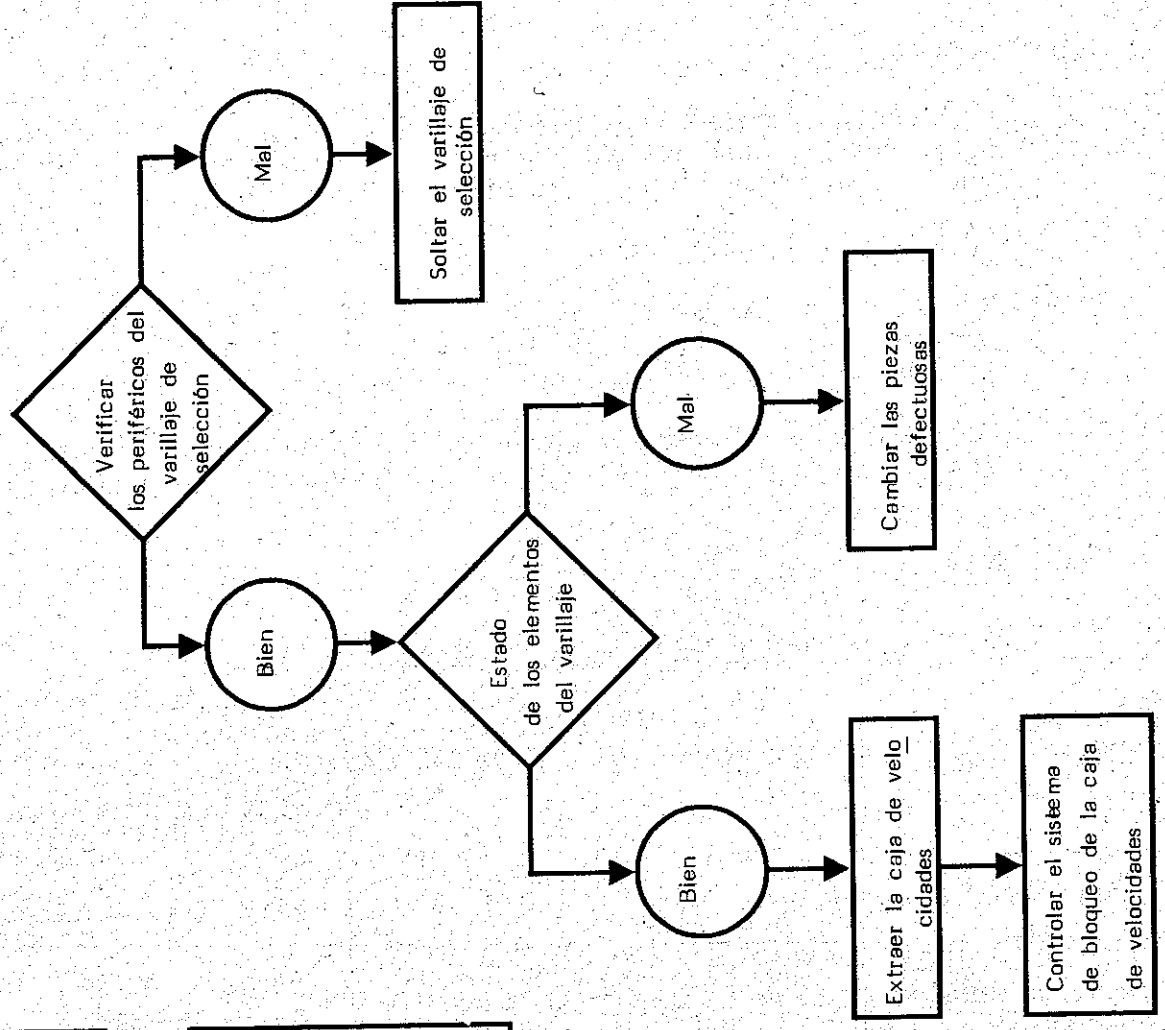 Verificar
los periféricos del
varillaje de
selección
Bien
Mal
Soltar el varillaje de
selección
Estado
de los elementos
del varillaje
Bien
Mal
Cambiar las piezas
defectuosas
Extraer la caja de velo
cidades
Controlar el sistema
de bloqueo de la caja
de velocidades